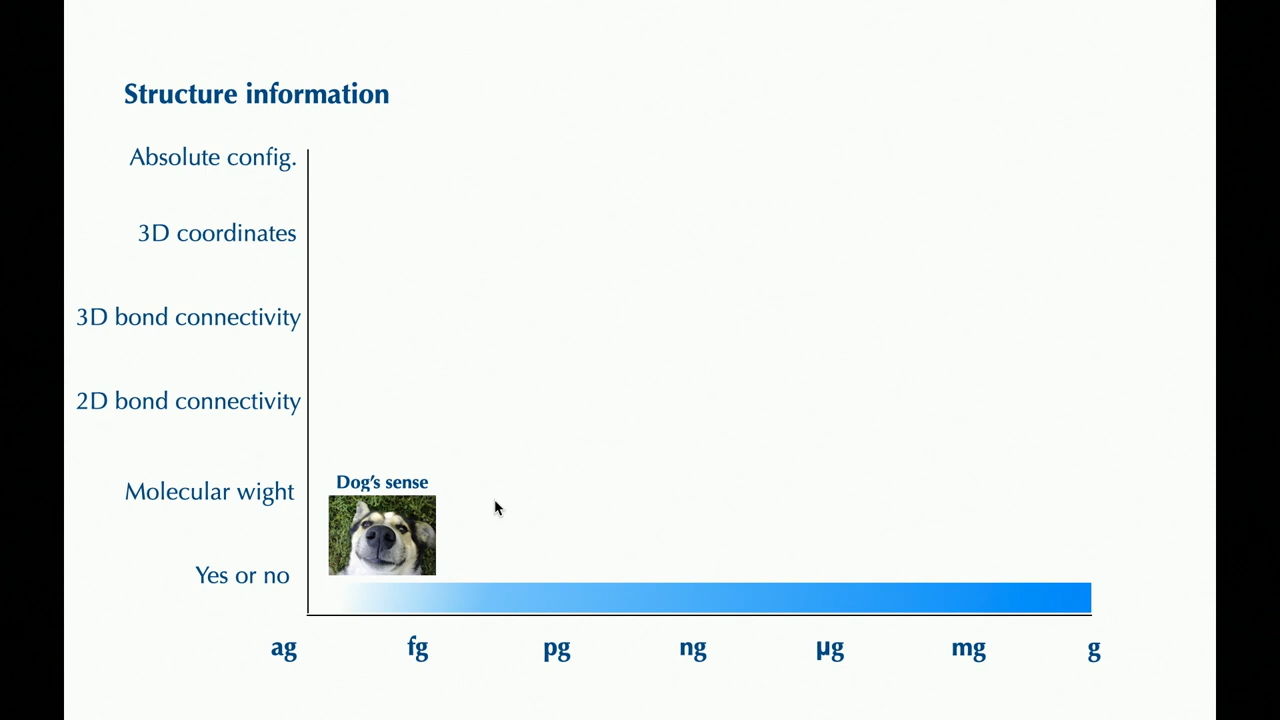 Structure information
Absolute config.
3D coordinates
3D bond connectivity
2D bond connectivity
Molecular wight
Dog's sense
Yes or no
ag fg pg ng µg mg g